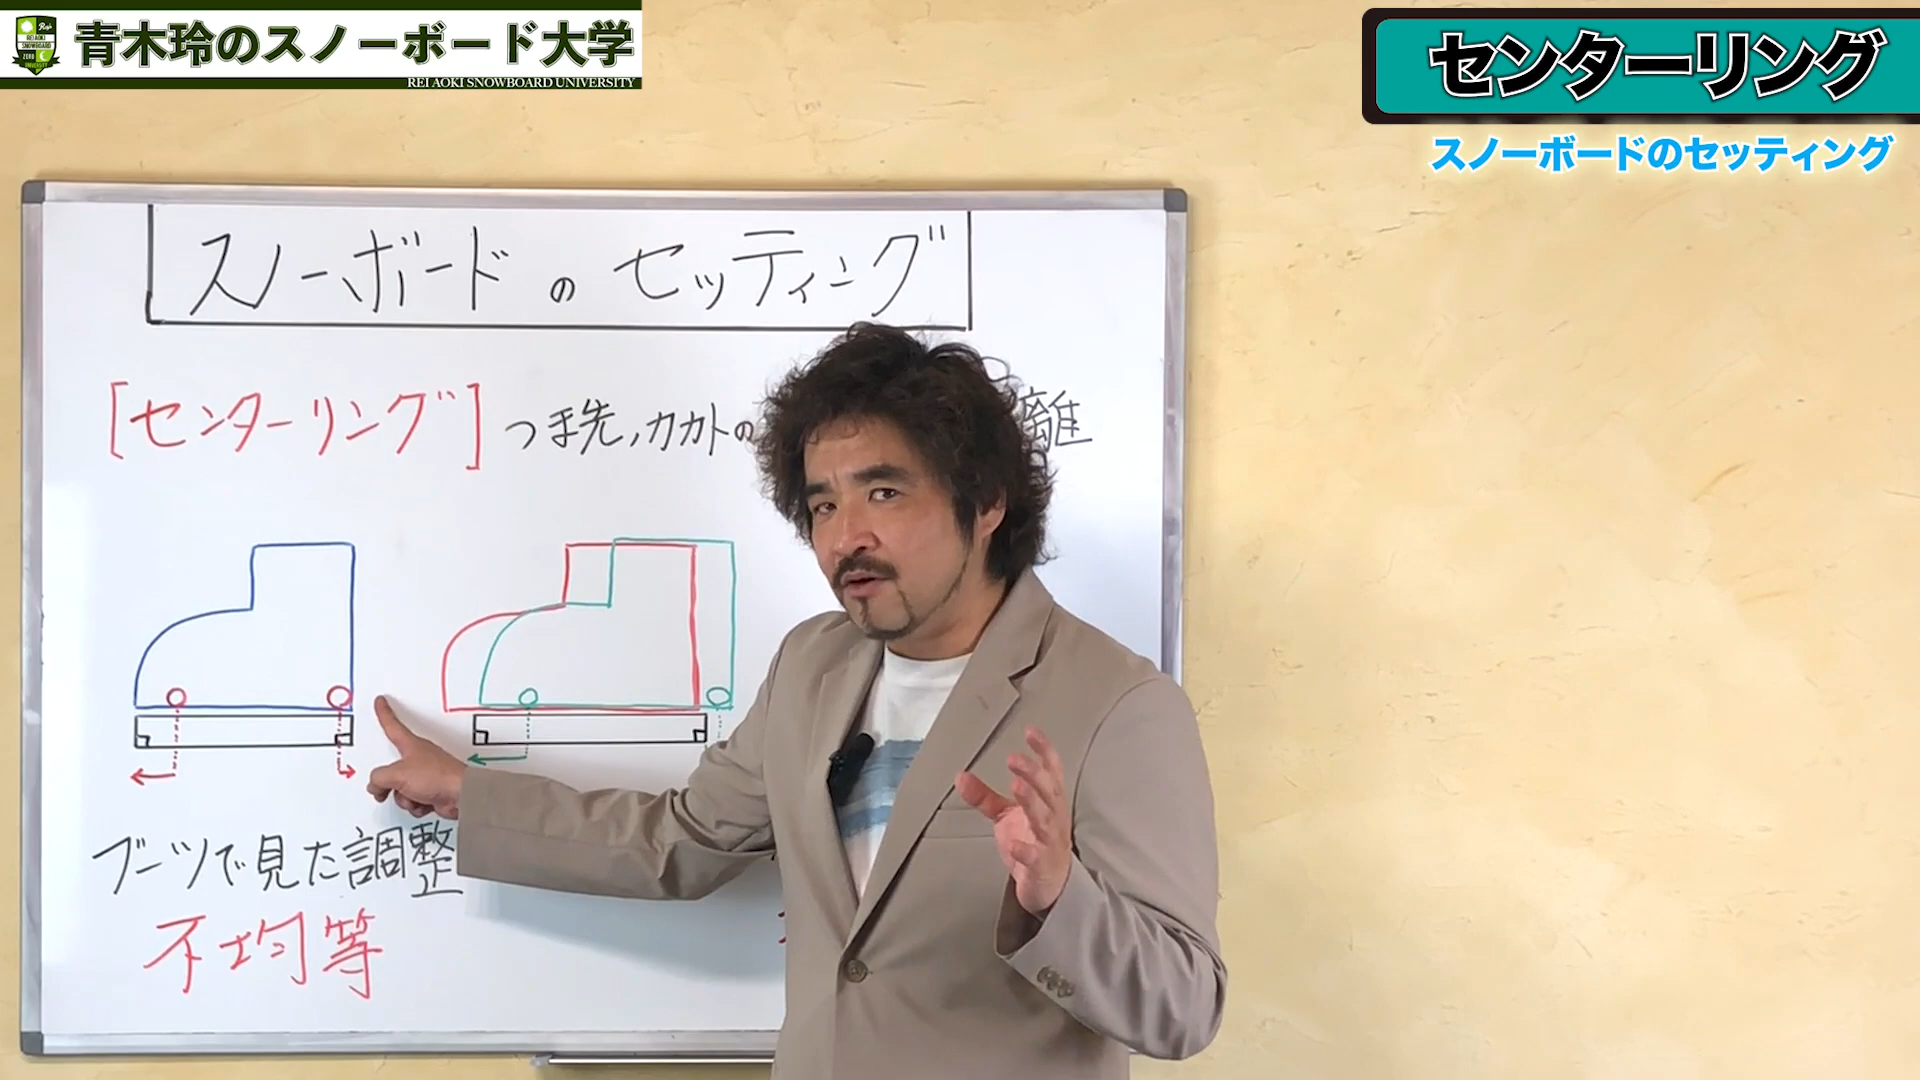 青木玲のスノーボード大学
REI AOKI SNOWBOARD UNIVERSITY
センターリング
スノーボードのセッティング
スノーボードのセッティング
[センターリング] つま先、カカトの
離
ブーツで見た調整
不均等